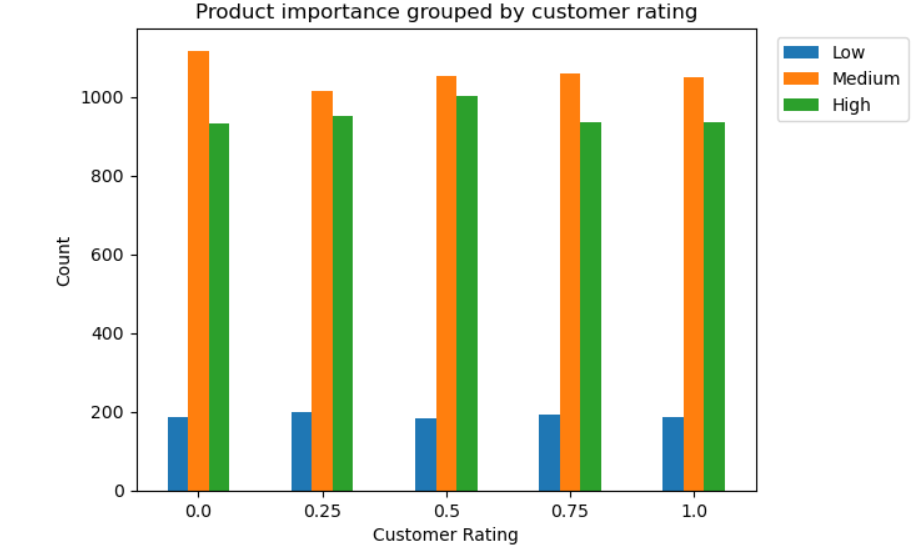 Product importance grouped by customer rating
Low
Medium
High
1000
800
600
400
200
0
Count
0.0 0.25 0.5 0.75 1.0
Customer Rating